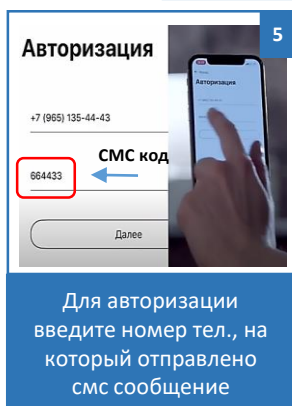 5
Авторизация
+7 (965) 135-44-43
СМС код
664433
Далее
Авторизация
Для авторизации
введите номер тел., на
который отправлено
смс сообщение